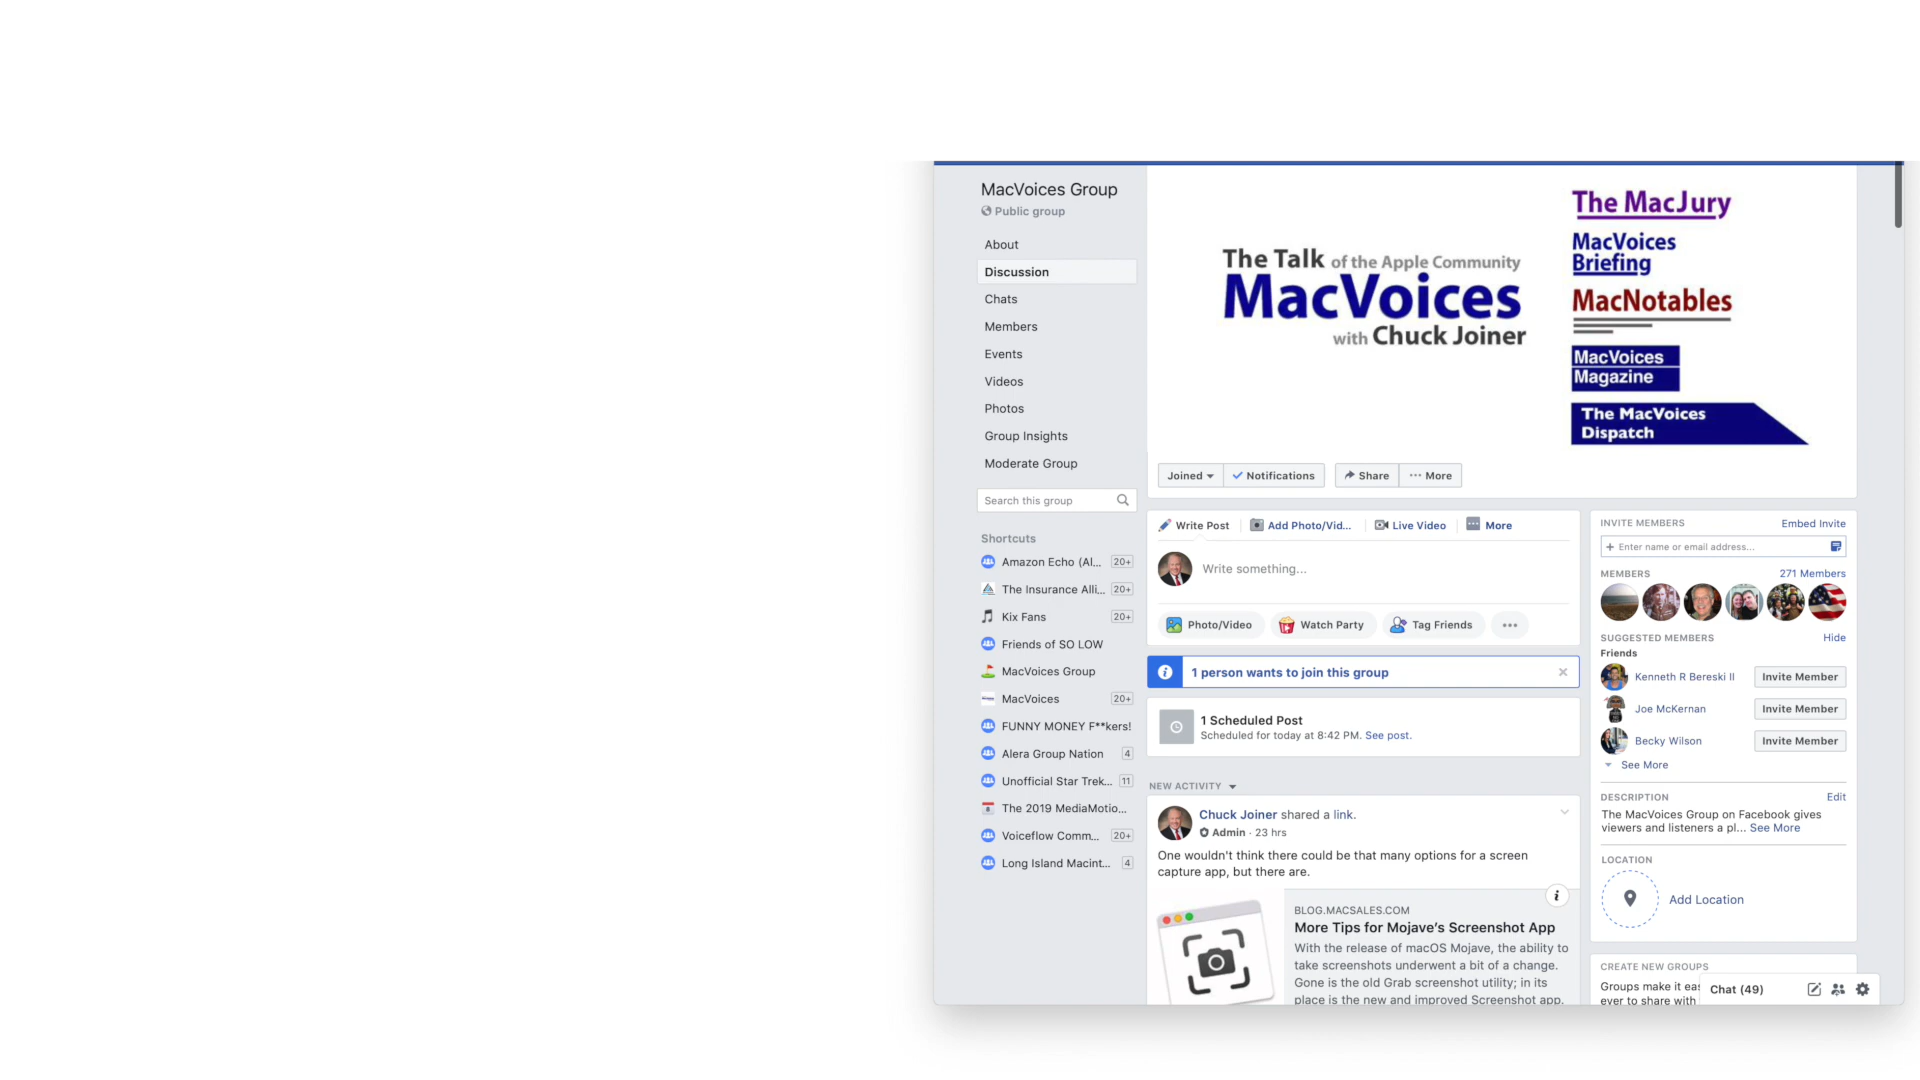 MacVoices Group
Public group
About
Discussion
Chats
Members
Events
Videos
Photos
Group Insights
Moderate Group
Search this group
Shortcuts
Amazon Echo (Al... 20+
The Insurance Alli... 20+
Kix Fans 20+
Friends of SO LOW
MacVoices Group
MacVoices 20+
FUNNY MONEY F**kers!
Alera Group Nation 4
Unofficial Star Trek... 11
The 2019 MediaMotio...
Voiceflow Comm... 20+
Long Island Macint... 4
The Talk of the Apple Community
MacVoices
with Chuck Joiner
The MacJury
MacVoices
Briefing
MacNotables
MacVoices
Magazine
The MacVoices
Dispatch
Joined Notifications Share More
Write Post Add Photo/Vid... Live Video More
Write something...
Photo/Video Watch Party Tag Friends
1 person wants to join this group
1 Scheduled Post
Scheduled for today at 8:42 PM. See post.
NEW ACTIVITY
Chuck Joiner shared a link.
Admin · 23 hrs
One wouldn't think there could be that many options for a screen
capture app, but there are.
BLOG.MACSALES.COM
More Tips for Mojave's Screenshot App
With the release of macOS Mojave, the ability to
take screenshots underwent a bit of a change.
Gone is the old Grab screenshot utility; in its
place is the new and improved Screenshot app.
INVITE MEMBERS Embed Invite
+ Enter name or email address...
MEMBERS 271 Members
SUGGESTED MEMBERS Hide
Friends
Kenneth R Bereski II Invite Member
Joe McKernan Invite Member
Becky Wilson Invite Member
See More
DESCRIPTION Edit
The MacVoices Group on Facebook gives
viewers and listeners a pl... See More
LOCATION
Add Location
CREATE NEW GROUPS
Groups make it eas
ever to share with
Chat (49)